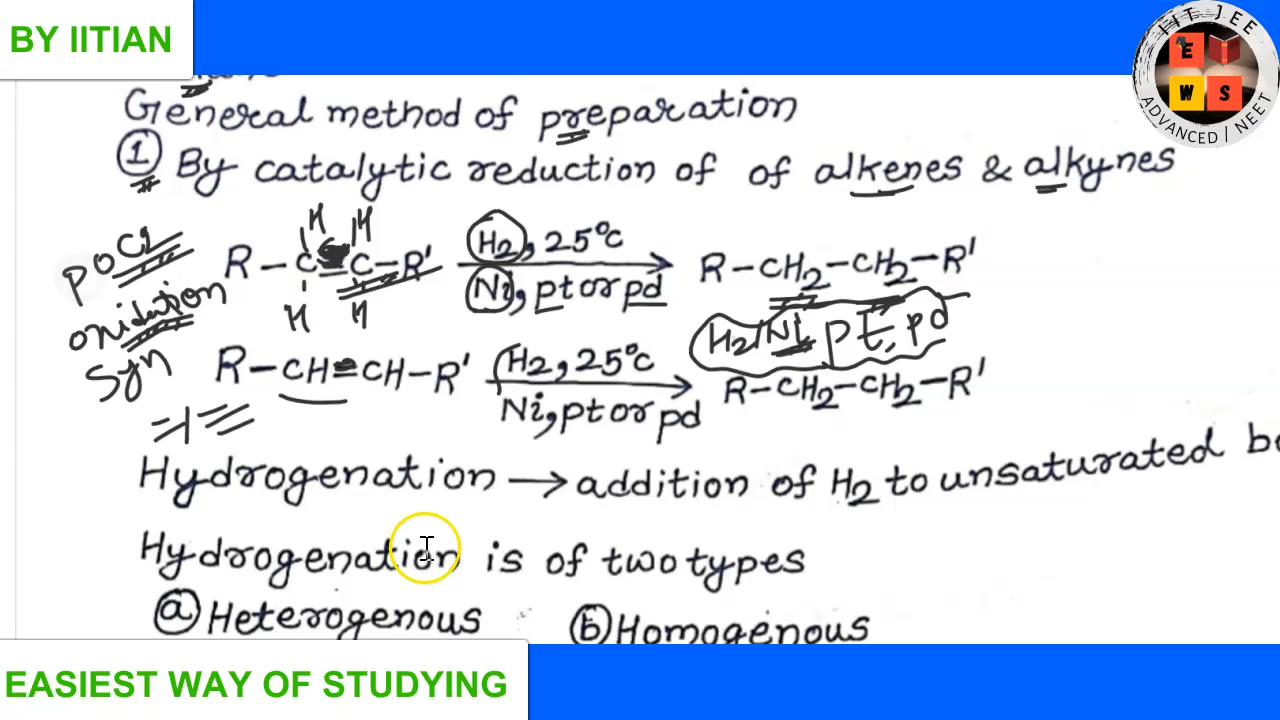 BY IITIAN
IIT JEE
E
W S
ADVANCED / NEET
General method of preparation
① By catalytic reduction of of alkenes & alkynes
POCl
oxidation
Syn
H H
R-C≡C-R' H2, 25°C R-CH2-CH2-R'
Ni, pt or pd
H H
H2/Ni pt, pd
R-CH=CH-R' H2, 25°C R-CH2-CH2-R'
Ni, pt or pd
Hydrogenation → addition of H2 to unsaturated
Hydrogenation is of two types
ⓐ Heterogenous ⓑ Homogenous
EASIEST WAY OF STUDYING